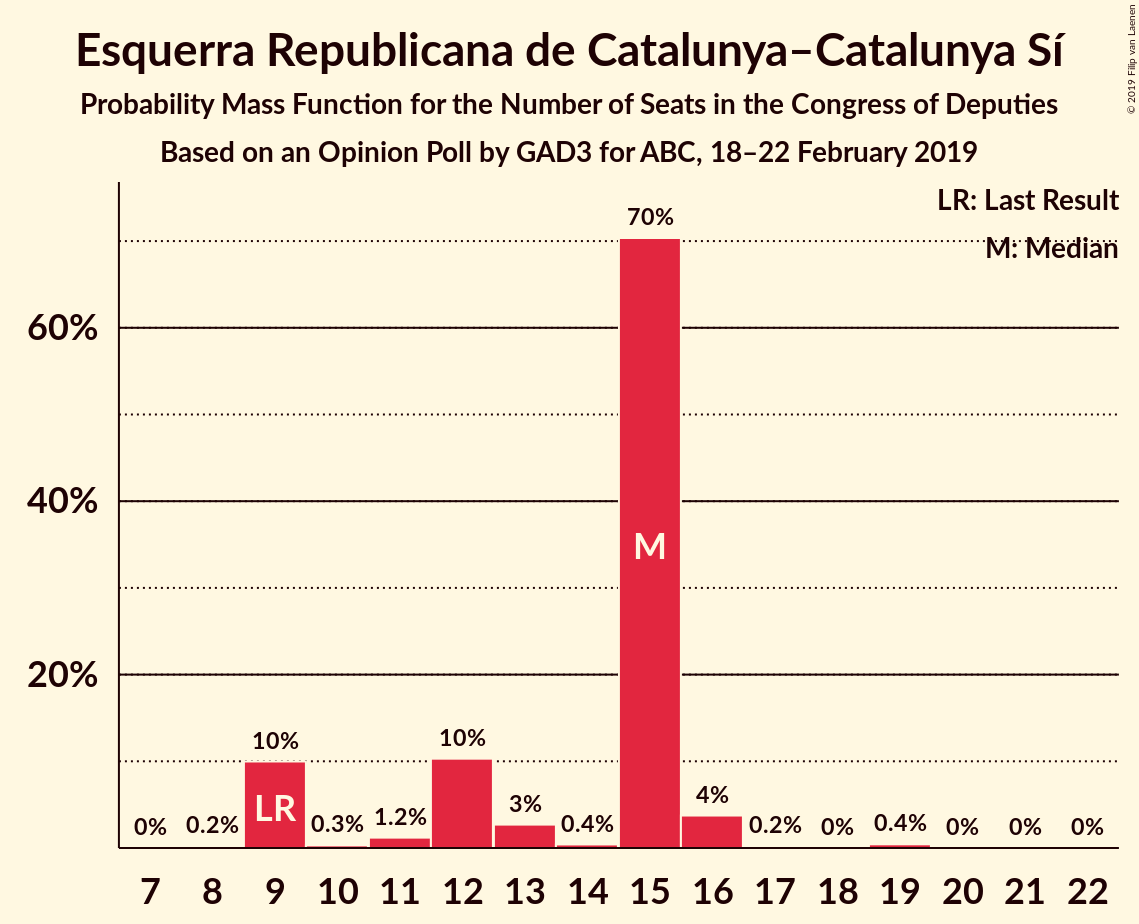 Esquerra Republicana de Catalunya–Catalunya Sí
Probability Mass Function for the Number of Seats in the Congress of Deputies
Based on an Opinion Poll by GAD3 for ABC, 18–22 February 2019
© 2019 Filip van Laenen
LR: Last Result
M: Median
60%
40%
20%
0% 0.2% 10% 0.3% 1.2% 10% 3% 0.4% 70% 4% 0.2% 0% 0.4% 0% 0% 0%
LR
M
7 8 9 10 11 12 13 14 15 16 17 18 19 20 21 22